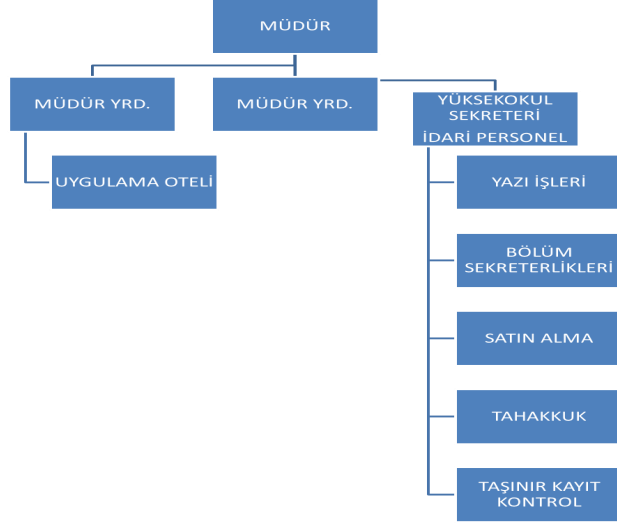 MÜDÜR
MÜDÜR YRD.
MÜDÜR YRD.
YÜKSEKOKUL
SEKRETERİ
İDARİ PERSONEL
UYGULAMA OTELİ
YAZI İŞLERİ
BÖLÜM
SEKRETERLİKLERİ
SATIN ALMA
TAHAKKUK
TAŞINIR KAYIT
KONTROL